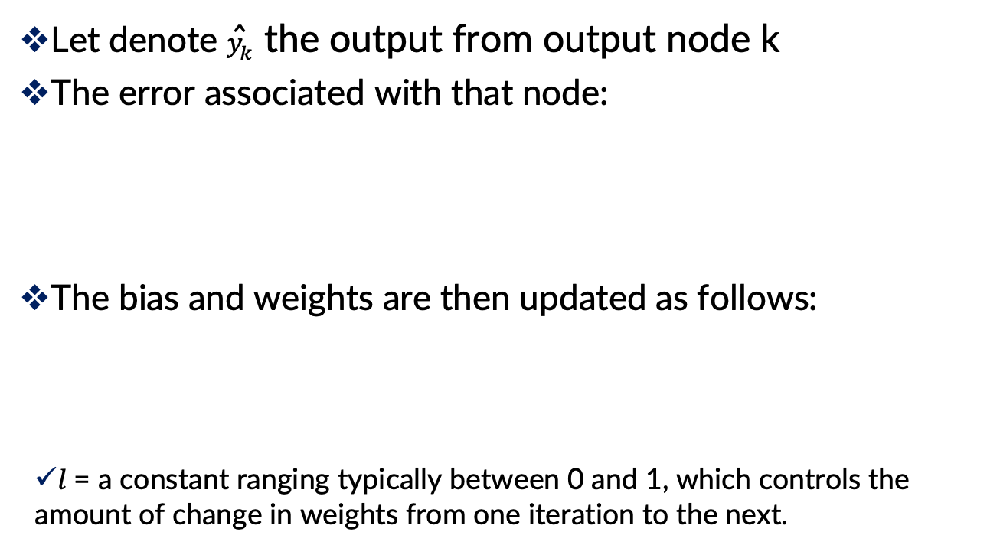 ❖Let denote ŷₖ the output from output node k
❖The error associated with that node:
❖The bias and weights are then updated as follows:
✓l = a constant ranging typically between 0 and 1, which controls the
amount of change in weights from one iteration to the next.